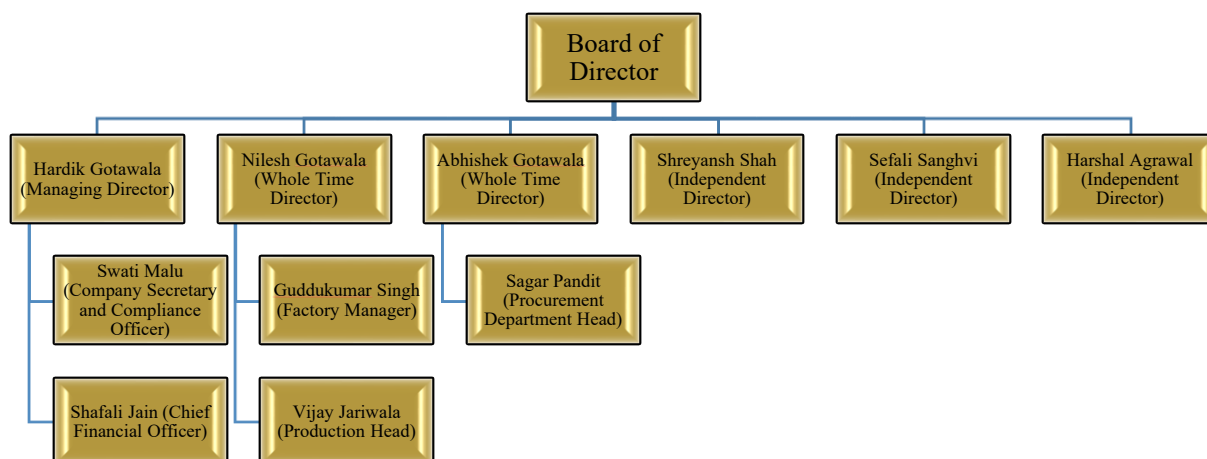 Board of
Director
Hardik Gotawala
(Managing Director)
Nilesh Gotawala
(Whole Time
Director)
Abhishek Gotawala
(Whole Time
Director)
Shreyansh Shah
(Independent
Director)
Sefali Sanghvi
(Independent
Director)
Harshal Agrawal
(Independent
Director)
Swati Malu
(Company Secretary
and Compliance
Officer)
Guddukumar Singh
(Factory Manager)
Sagar Pandit
(Procurement
Department Head)
Shafali Jain (Chief
Financial Officer)
Vijay Jariwala
(Production Head)